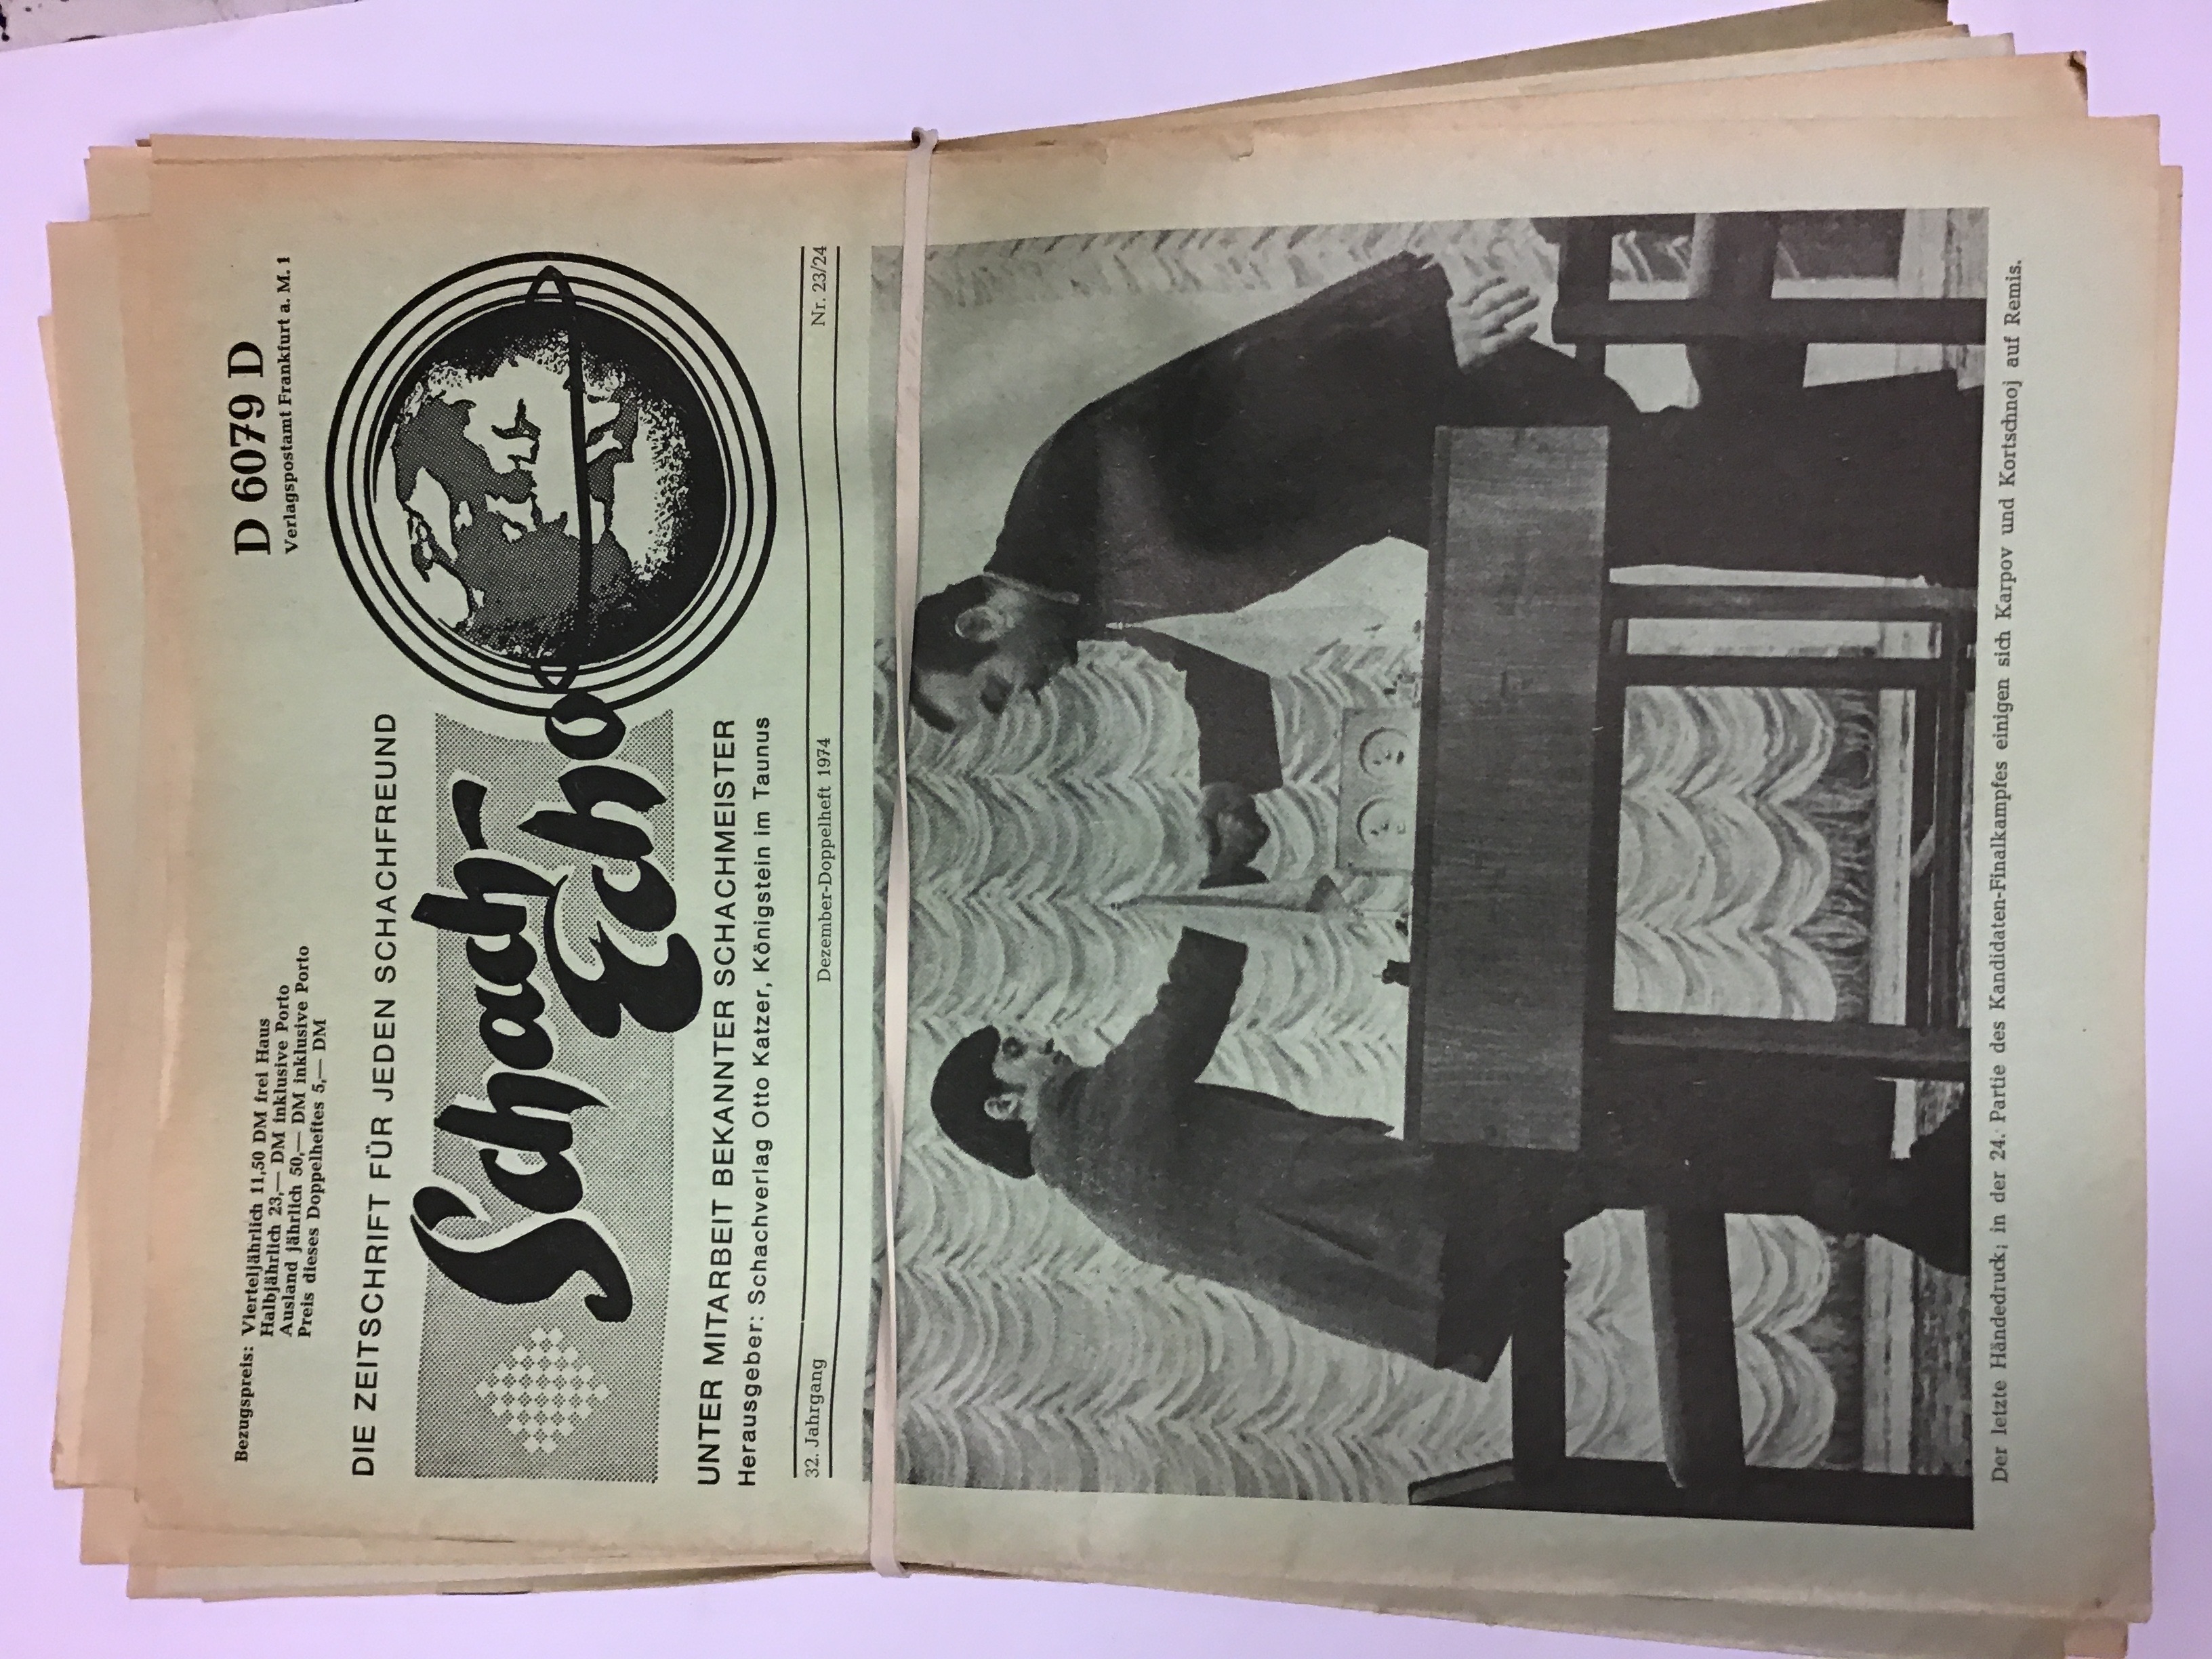 Bezugspreis: Vierteljährlich 11,50 DM frei Haus
Halbjährlich 23,— DM inklusive Porto
Ausland jährlich 50,— DM inklusive Porto
Preis dieses Doppelheftes 5,— DM
D 6079 D
Verlagspostamt Frankfurt a. M. 1
DIE ZEITSCHRIFT FÜR JEDEN SCHACHFREUND
Schach-
Echo
UNTER MITARBEIT BEKANNTER SCHACHMEISTER
Herausgeber: Schachverlag Otto Katzer, Königstein im Taunus
32. Jahrgang Dezember-Doppelheft 1974 Nr. 23/24
Der letzte Händedruck; in der 24. Partie des Kandidaten-Finalkampfes einigen sich Karpov und Kortschnoj auf Remis.